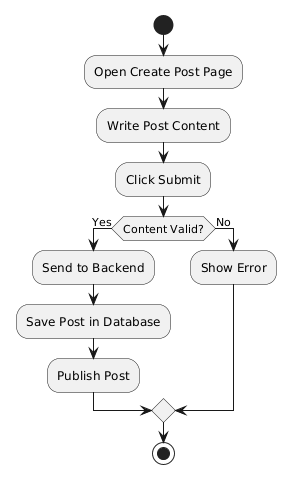 Open Create Post Page
Write Post Content
Click Submit
Content Valid?
Yes
No
Send to Backend
Show Error
Save Post in Database
Publish Post